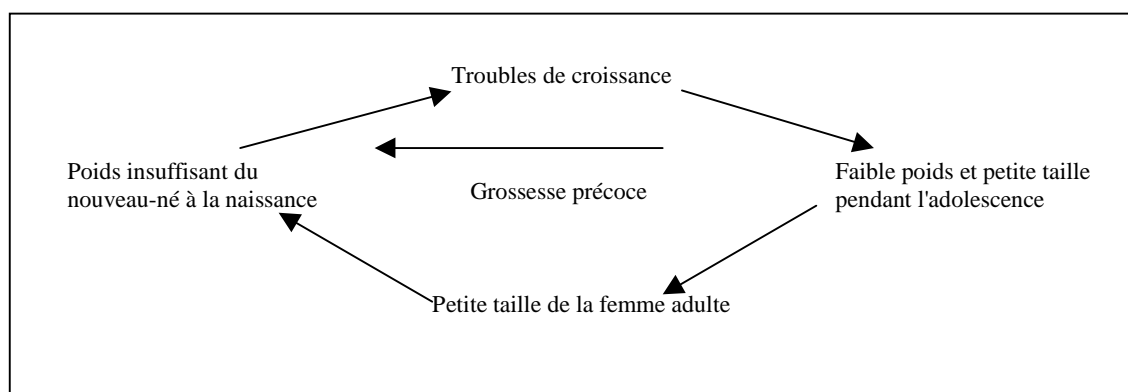 Troubles de croissance
Poids insuffisant du
nouveau-né à la naissance
Grossesse précoce
Faible poids et petite taille
pendant l'adolescence
Petite taille de la femme adulte